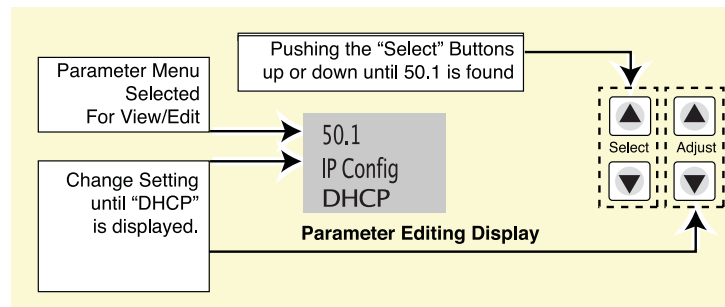 Pushing the “Select” Buttons
up or down until 50.1 is found
Parameter Menu
Selected
For View/Edit
50.1
IP Config
DHCP
Select
Adjust
Change Setting
until “DHCP”
is displayed.
Parameter Editing Display